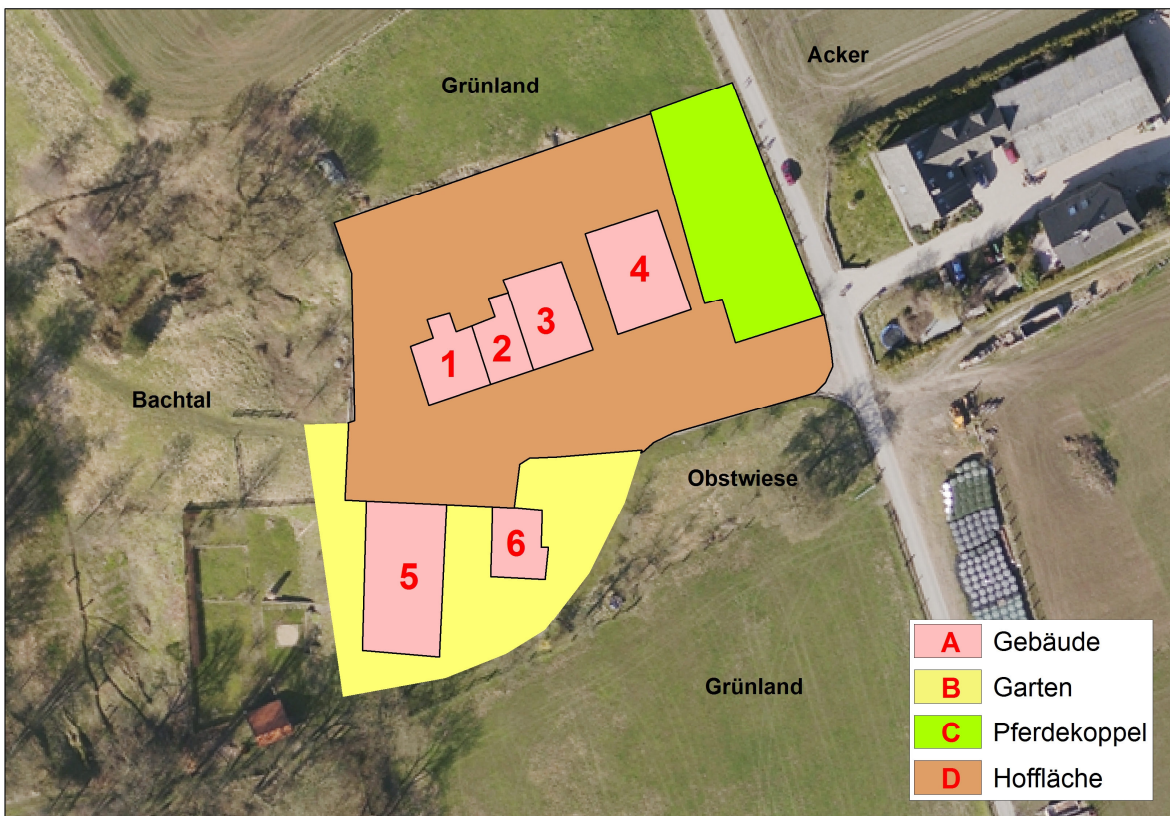 Acker
Grünland
4
3
2
1
Bachtal
Obstwiese
6
5
Grünland
A Gebäude
B Garten
C Pferdekoppel
D Hoffläche